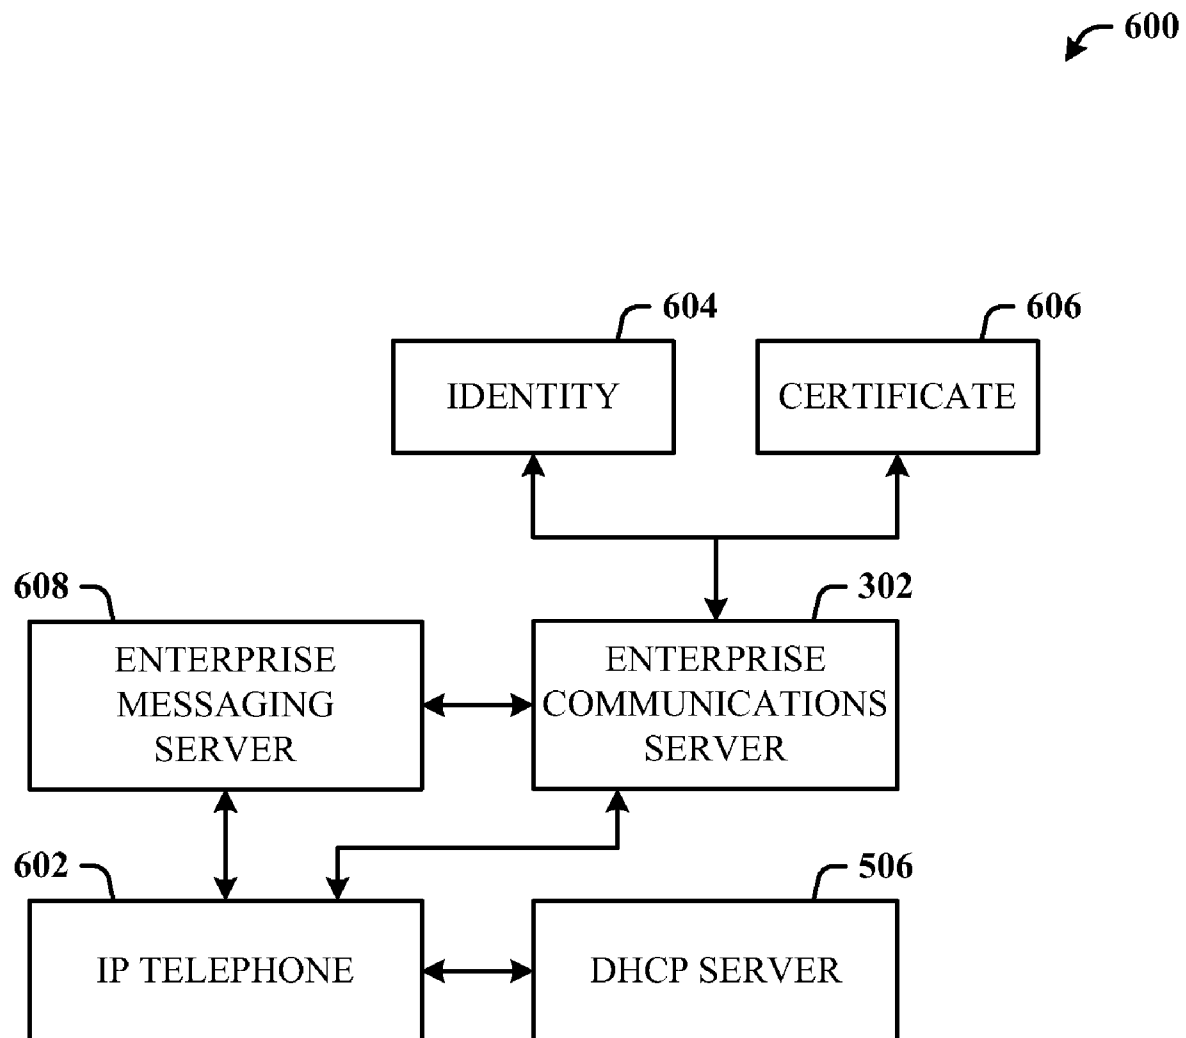 600
604
606
IDENTITY
CERTIFICATE
608
302
ENTERPRISE
MESSAGING
SERVER
ENTERPRISE
COMMUNICATIONS
SERVER
602
506
IP TELEPHONE
DHCP SERVER